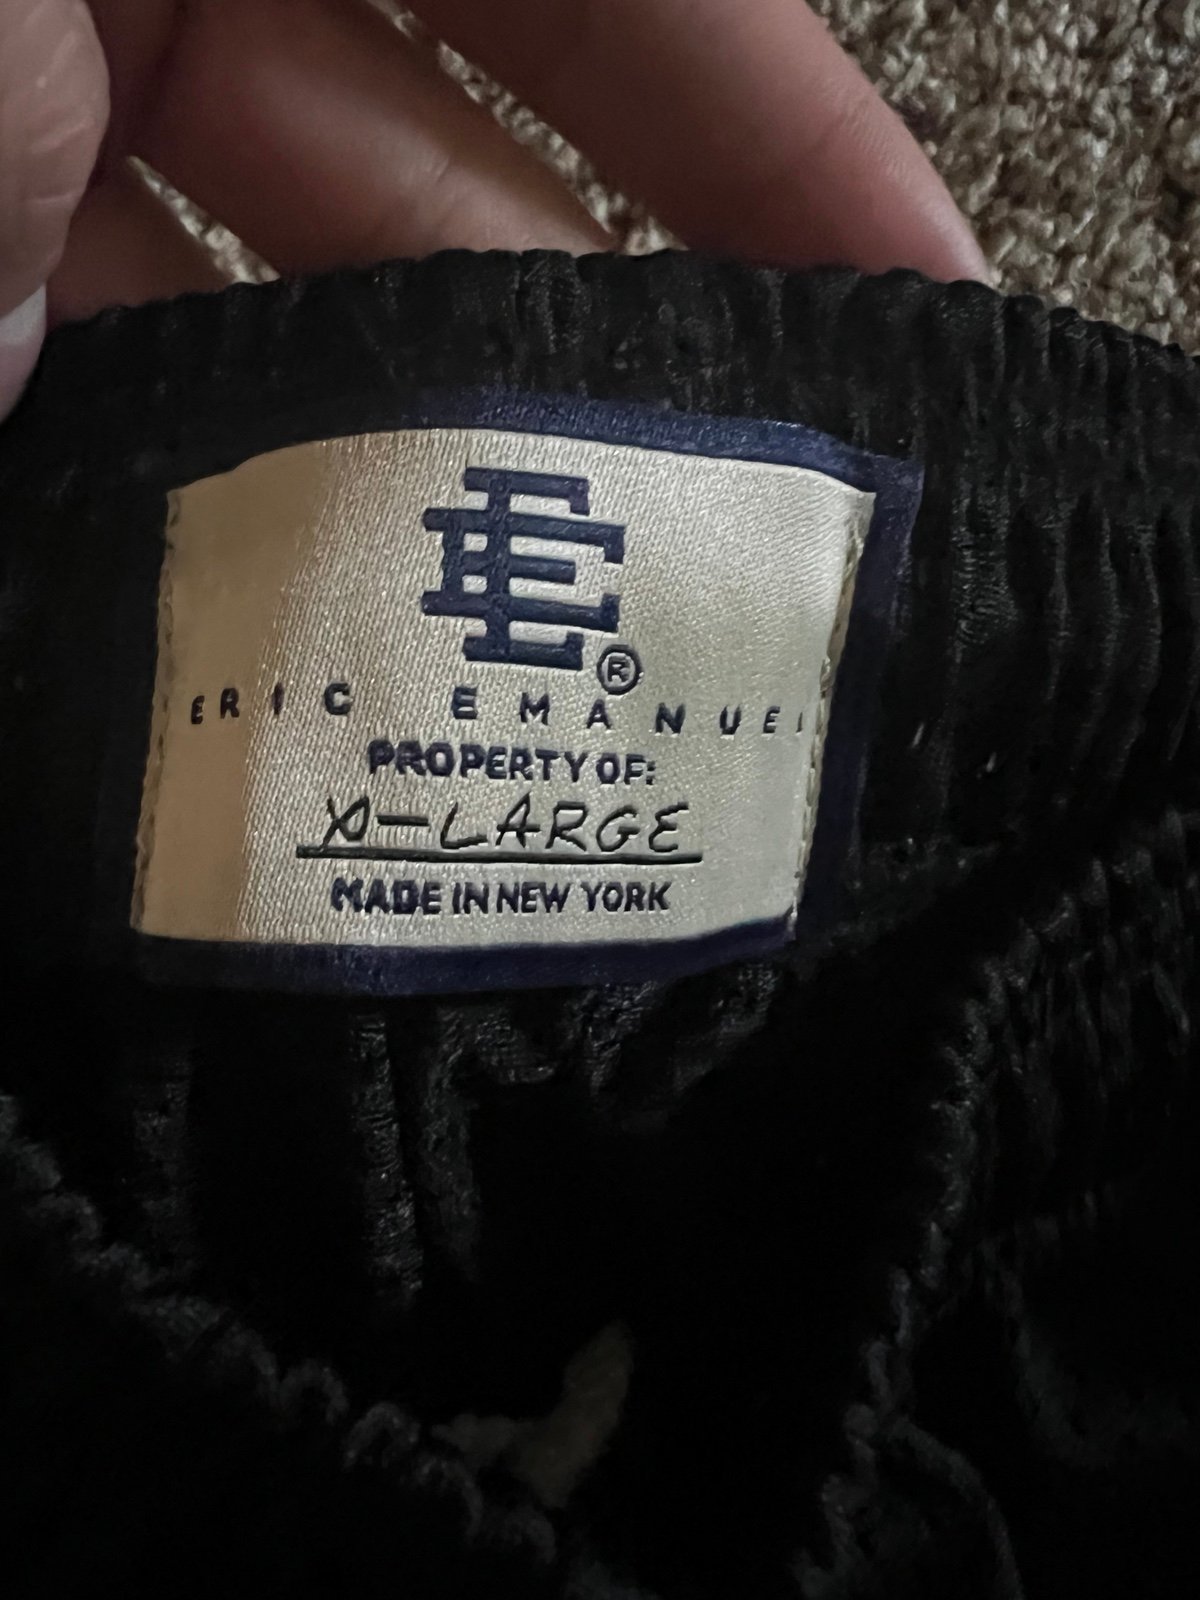 EE
®
ERIC EMANUEL
PROPERTY OF:
X-LARGE
MADE IN NEW YORK